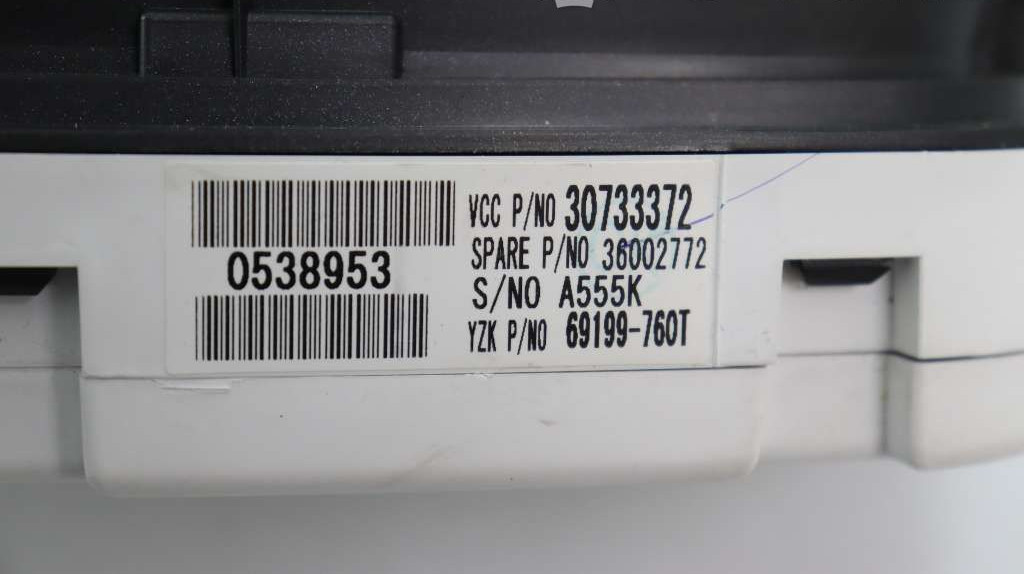 0538953
VCC P/NO 30733372
SPARE P/NO 36002772
S/NO A555K
YZK P/NO 69199-760T